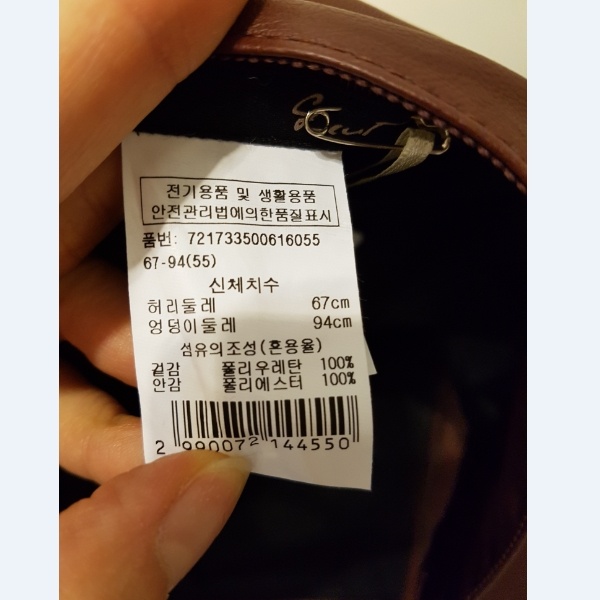 전기용품 및 생활용품
안전관리법에의한품질표시
품번: 721733500616055
67-94(55)
신체치수
허리둘레 67cm
엉덩이둘레 94cm
섬유의조성(혼용율)
겉감 폴리우레탄 100%
안감 폴리에스터 100%
2 990072 144550